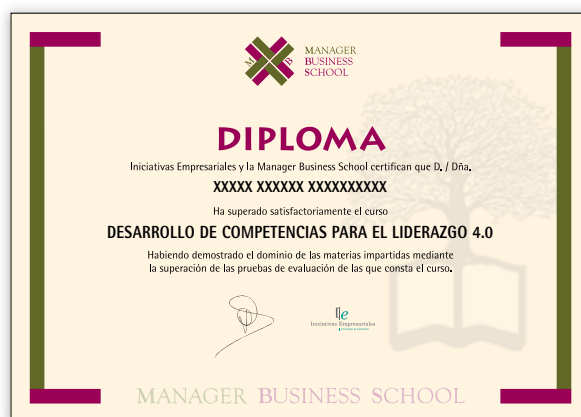 M B
MANAGER
BUSINESS
SCHOOL
DIPLOMA
Iniciativas Empresariales y la Manager Business School certifican que D. / Dña.
XXXXX XXXXXX XXXXXXXXXX
Ha superado satisfactoriamente el curso
DESARROLLO DE COMPETENCIAS PARA EL LIDERAZGO 4.0
Habiendo demostrado el dominio de las materias impartidas mediante
la superación de las pruebas de evaluación de las que consta el curso.
Iniciativas Empresariales
MANAGER BUSINESS SCHOOL